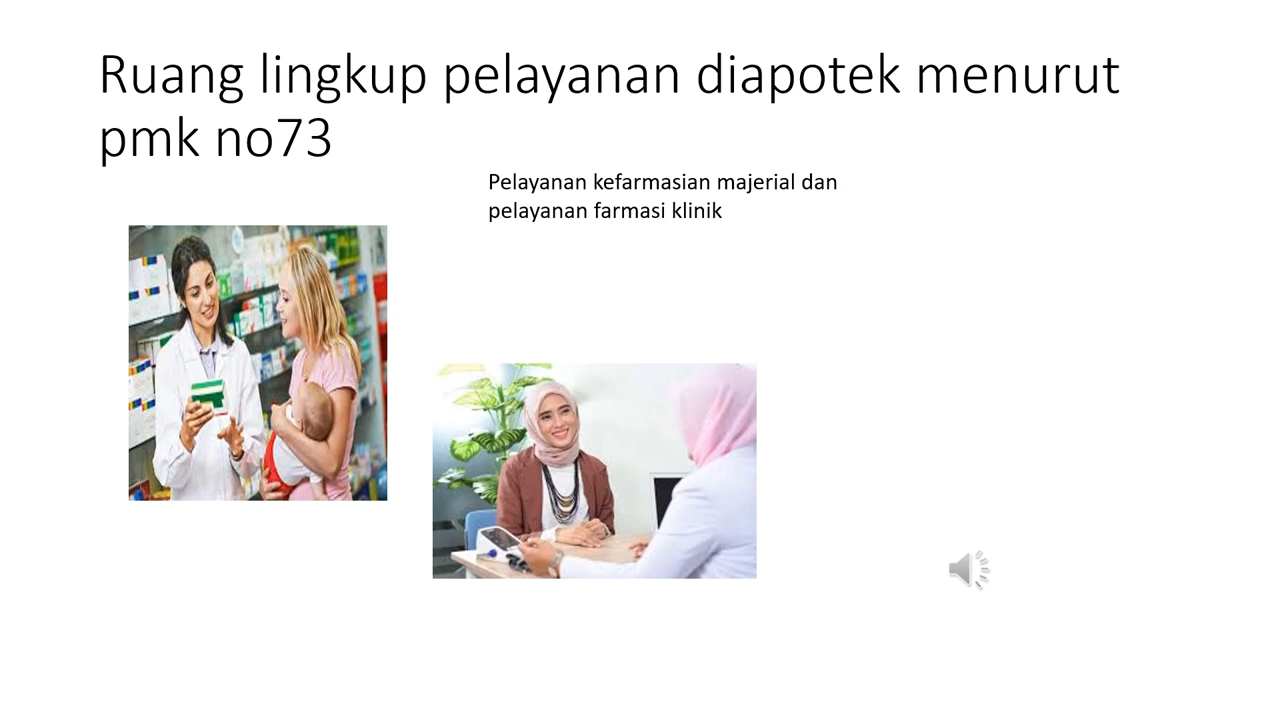 Ruang lingkup pelayanan diapotek menurut
pmk no73
Pelayanan kefarmasian majerial dan
pelayanan farmasi klinik